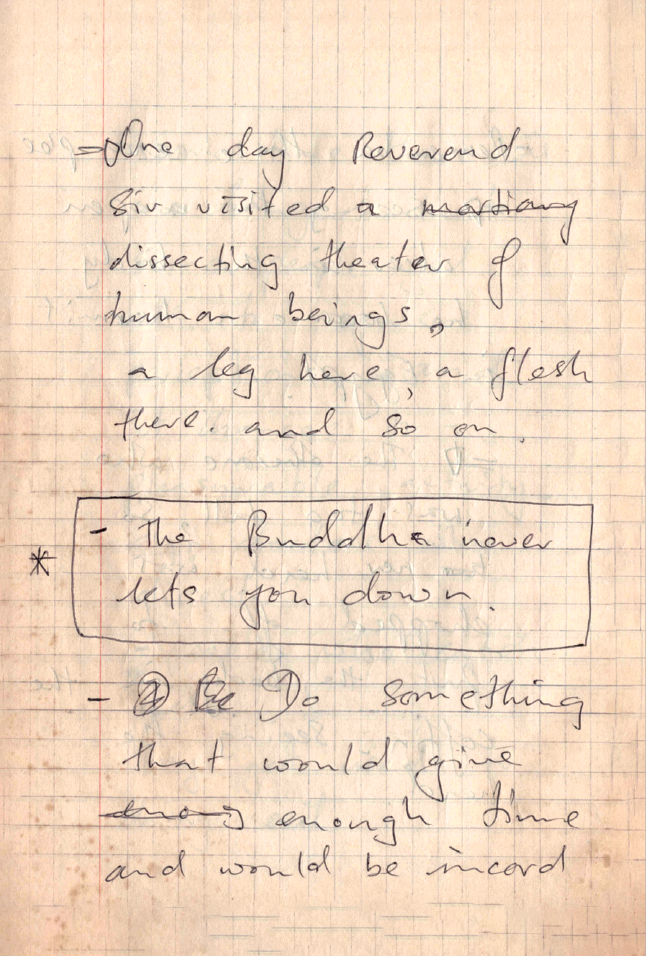 ⇒ One day Reverend
Sir visited a
dissecting theater of
human beings,
a leg here, a flesh
there. and so on.
- The Buddha never
* lets you down.
- Do something
that would give
enough time
and would be incord